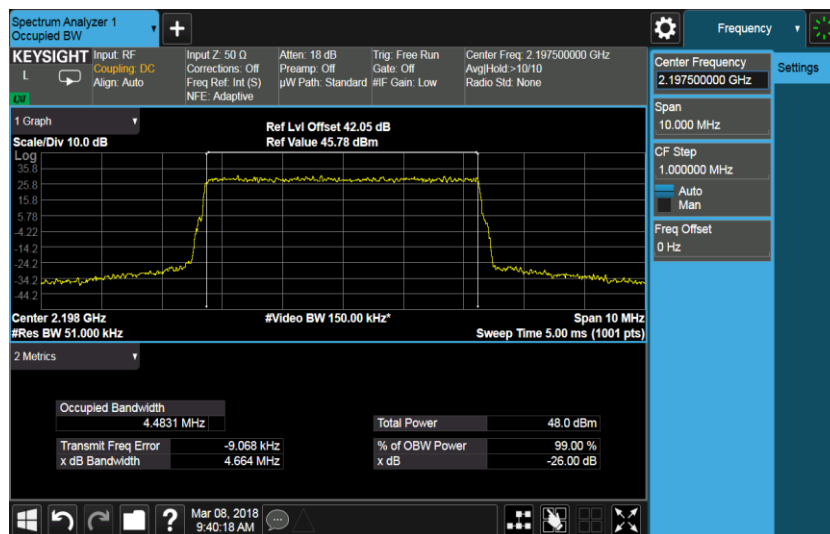 Spectrum Analyzer 1
Occupied BW
+
Frequency
KEYSIGHT
L
LXI
Input: RF
Coupling: DC
Align: Auto
Input Z: 50 Ω
Corrections: Off
Freq Ref: Int (S)
NFE: Adaptive
Atten: 18 dB
Preamp: Off
µW Path: Standard
Trig: Free Run
Gate: Off
#IF Gain: Low
Center Freq: 2.197500000 GHz
Avg|Hold:>10/10
Radio Std: None
Center Frequency
2.197500000 GHz
Settings
Span
10.000 MHz
CF Step
1.000000 MHz
Auto
Man
Freq Offset
0 Hz
1 Graph
Scale/Div 10.0 dB
Ref Lvl Offset 42.05 dB
Ref Value 45.78 dBm
Log
35.8
25.8
15.8
5.78
-4.22
-14.2
-24.2
-34.2
-44.2
Center 2.198 GHz
#Res BW 51.000 kHz
#Video BW 150.00 kHz*
Span 10 MHz
Sweep Time 5.00 ms (1001 pts)
2 Metrics
Occupied Bandwidth
4.4831 MHz
Total Power 48.0 dBm
Transmit Freq Error -9.068 kHz
% of OBW Power 99.00 %
x dB Bandwidth 4.664 MHz
x dB -26.00 dB
?
Mar 08, 2018
9:40:18 AM